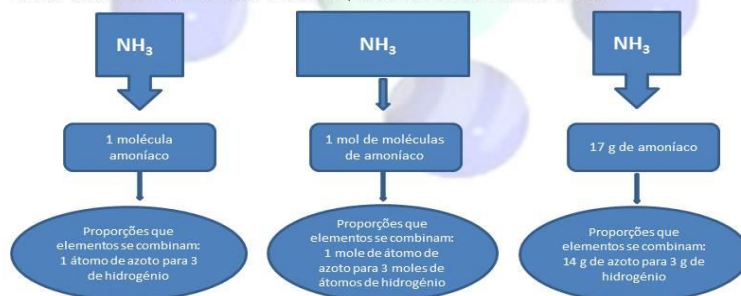 NH3
NH3
NH3
1 molécula
amoníaco
1 mol de moléculas
de amoníaco
17 g de amoníaco
Proporções que
elementos se combinam:
1 átomo de azoto para 3
de hidrogénio
Proporções que
elementos se combinam:
1 mole de átomo de
azoto para 3 moles de
átomos de hidrogénio
Proporções que
elementos se combinam:
14 g de azoto para 3 g de
hidrogénio